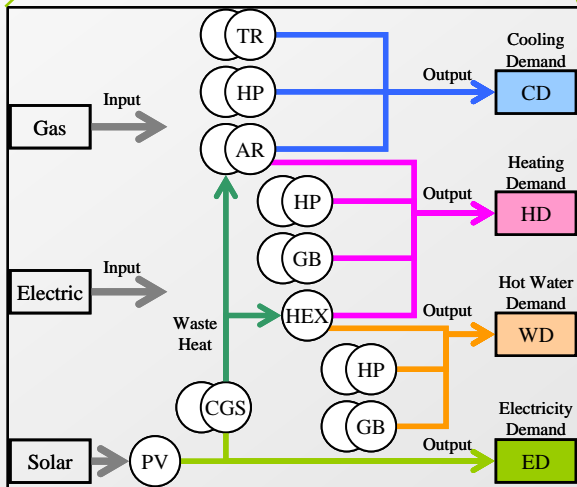 TR
Cooling
Demand
HP
Output
CD
Input
Gas
AR
Heating
Demand
Output
HP
HD
GB
Hot Water
Demand
Input
Electric
HEX
Output
Waste
Heat
WD
HP
CGS
Electricity
Demand
GB
Output
Solar
PV
ED